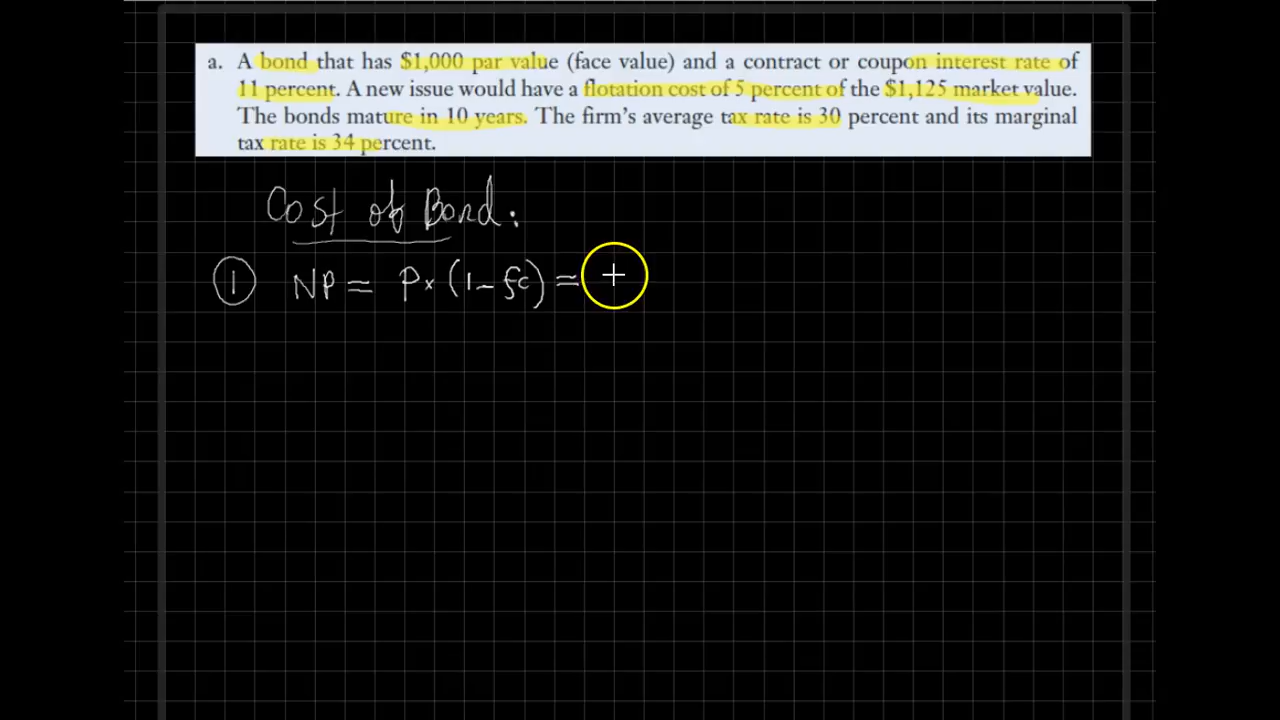 a. A bond that has $1,000 par value (face value) and a contract or coupon interest rate of
11 percent. A new issue would have a flotation cost of 5 percent of the $1,125 market value.
The bonds mature in 10 years. The firm's average tax rate is 30 percent and its marginal
tax rate is 34 percent.
Cost of Bond:
① NP = P× (1-fc) =